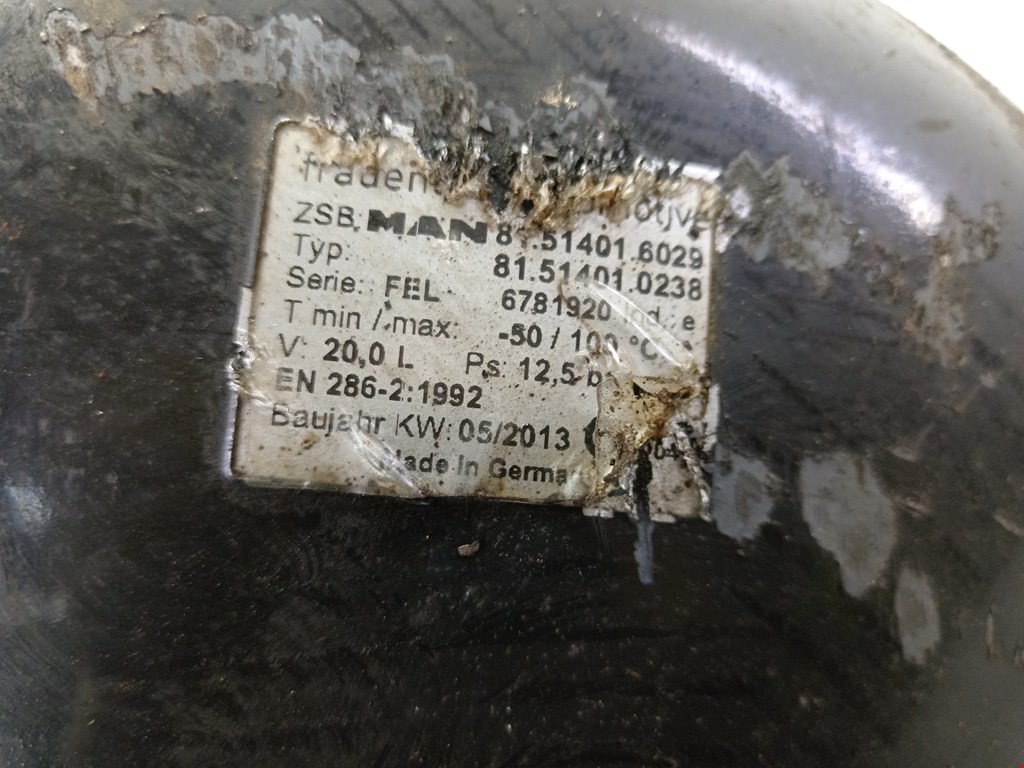 ZSB: MAN 81.51401.6029
Typ: 81.51401.0238
Serie: FEL 6781920 Ind.: e
T min / max: -50 / 100 °C
V: 20,0 L Ps: 12,5
EN 286-2:1992
Baujahr KW: 05/2013
Made In